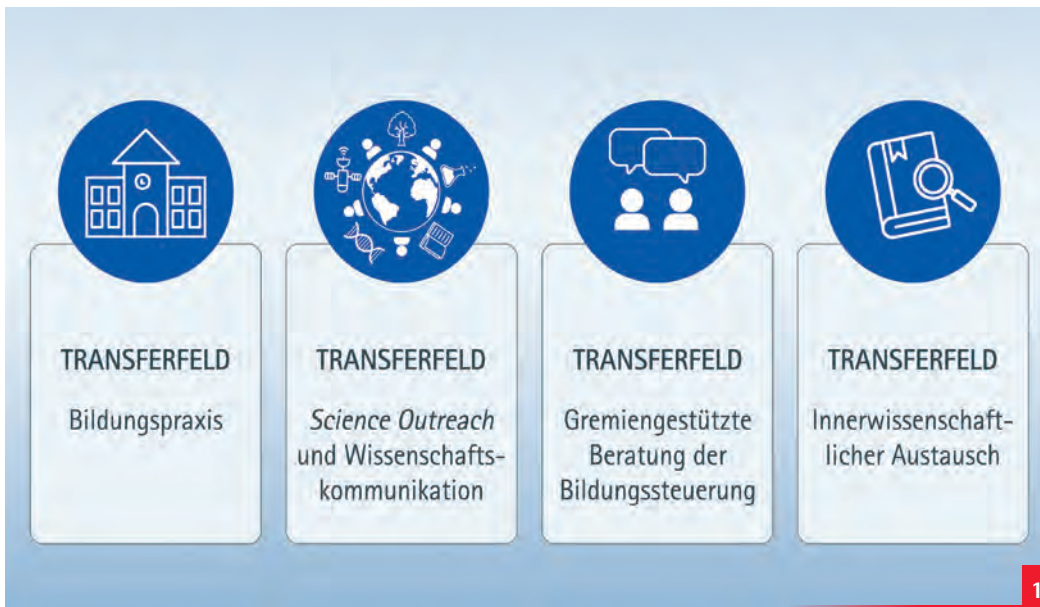 TRANSFERFELD
Bildungspraxis
TRANSFERFELD
Science Outreach
und Wissenschafts-
kommunikation
TRANSFERFELD
Gremiengestützte
Beratung der
Bildungssteuerung
TRANSFERFELD
Innerwissenschaft-
licher Austausch
1